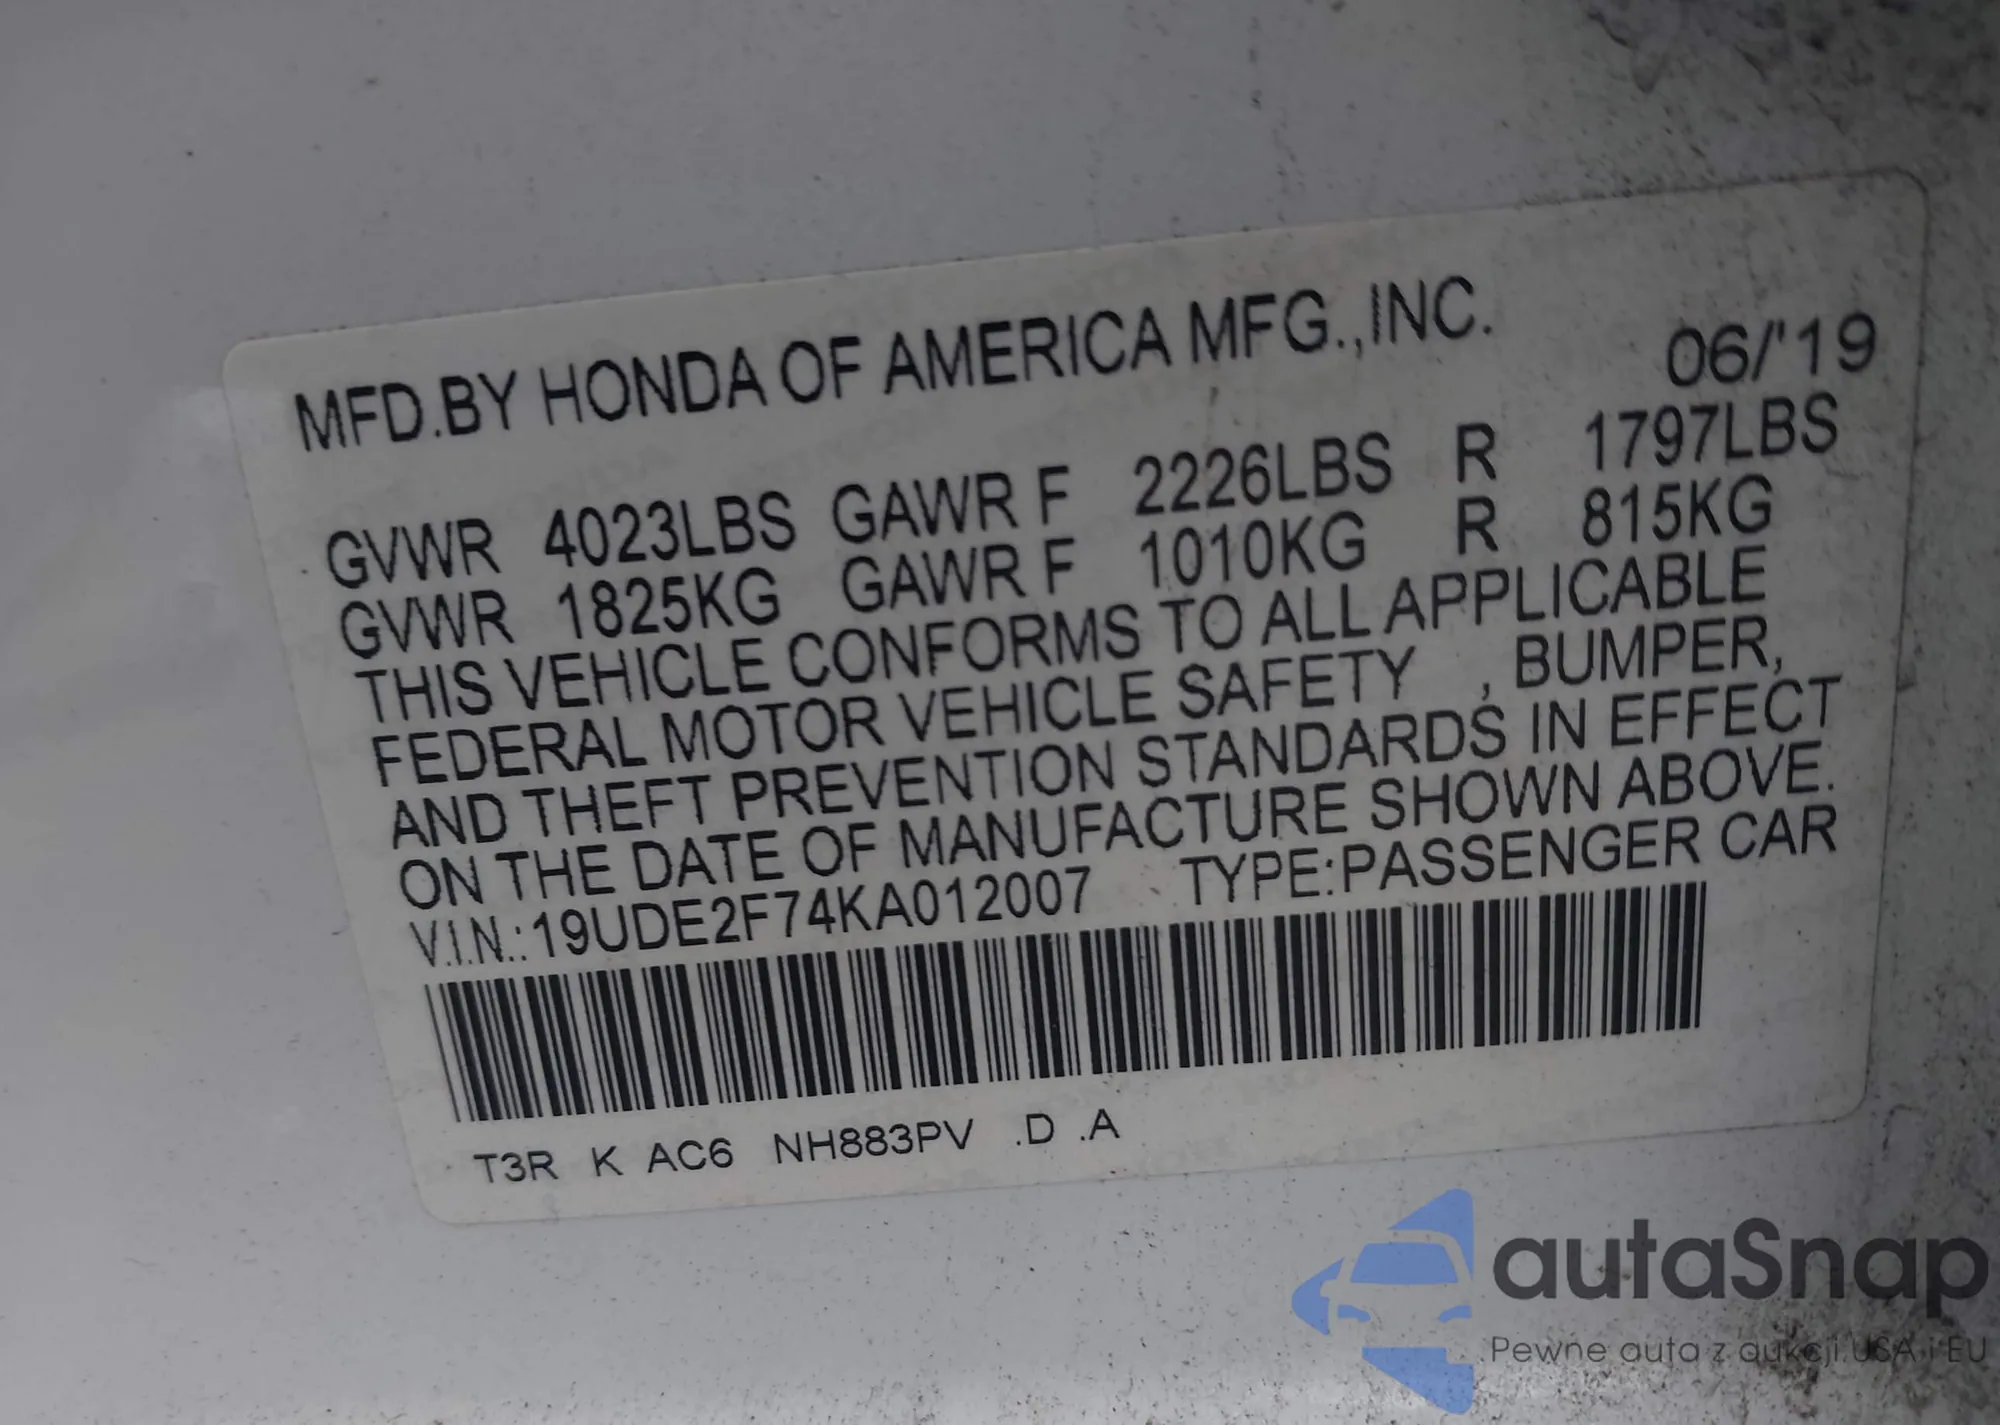 MFD.BY HONDA OF AMERICA MFG.,INC.
06/'19
GVWR 4023LBS GAWR F 2226LBS R 1797LBS
GVWR 1825KG GAWR F 1010KG R 815KG
THIS VEHICLE CONFORMS TO ALL APPLICABLE
FEDERAL MOTOR VEHICLE SAFETY , BUMPER,
AND THEFT PREVENTION STANDARDS IN EFFECT
ON THE DATE OF MANUFACTURE SHOWN ABOVE.
V.I.N.:19UDE2F74KA012007 TYPE:PASSENGER CAR
T3R K AC6 NH883PV .D .A
autaSnap
Pewne auta z aukcji USA i EU